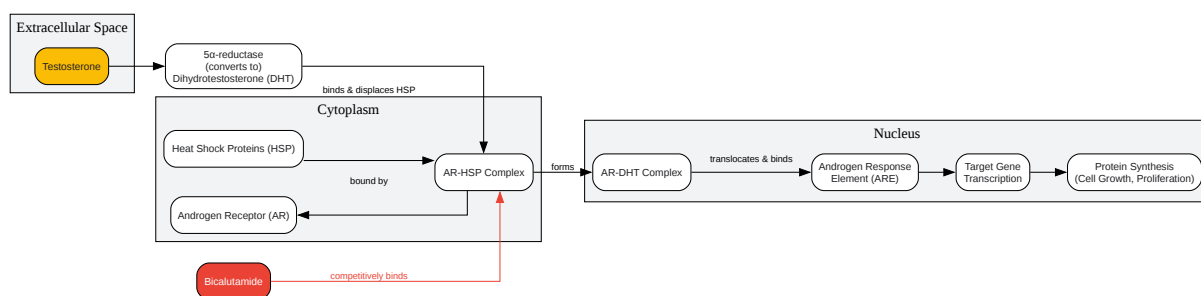 Extracellular Space
Testosterone
5α-reductase
(converts to)
Dihydrotestosterone (DHT)
binds & displaces HSP
Cytoplasm
Heat Shock Proteins (HSP)
bound by
AR-HSP Complex
Androgen Receptor (AR)
Bicalutamide
competitively binds
forms
Nucleus
AR-DHT Complex
translocates & binds
Androgen Response
Element (ARE)
Target Gene
Transcription
Protein Synthesis
(Cell Growth, Proliferation)